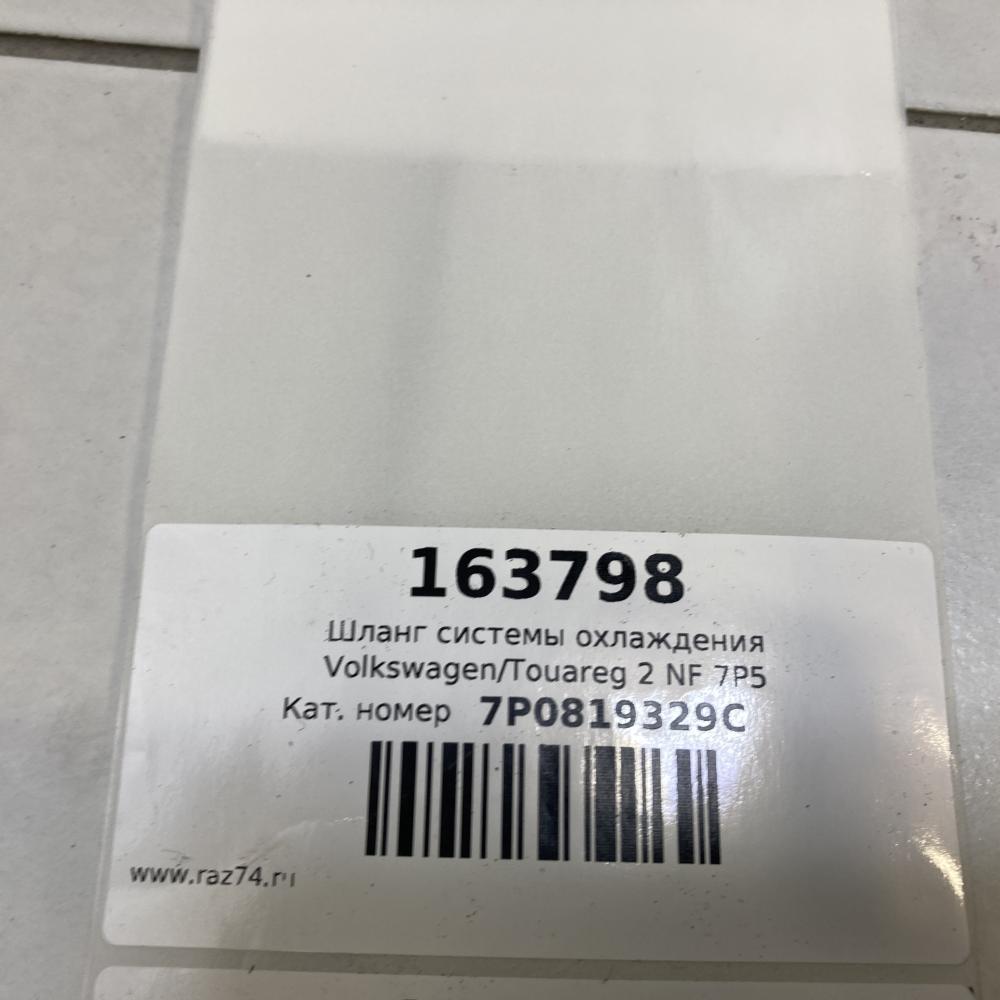 163798
Шланг системы охлаждения
Volkswagen/Touareg 2 NF 7P5
Кат. номер 7P0819329C
www.raz74.ru